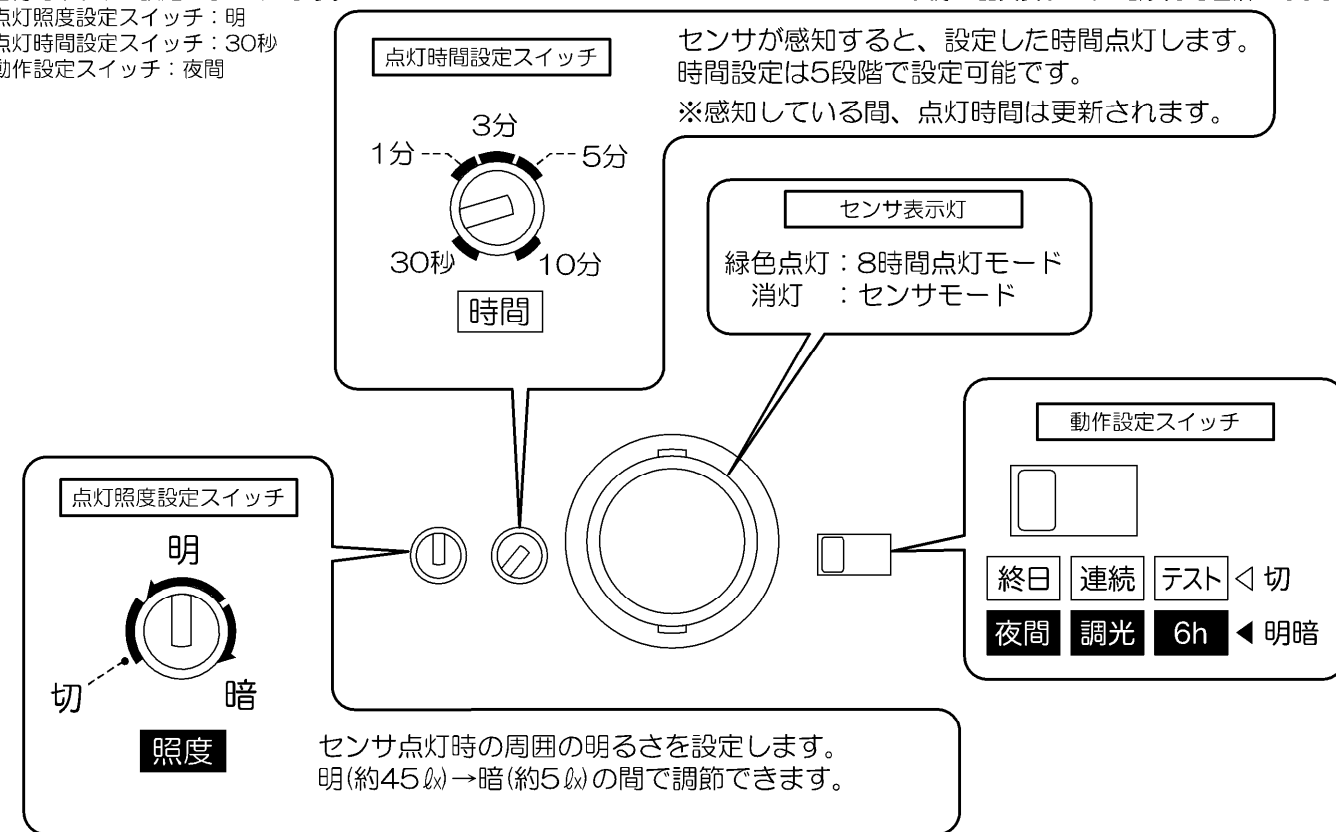 点灯照度設定スイッチ：明
点灯時間設定スイッチ：30秒
動作設定スイッチ：夜間
点灯時間設定スイッチ
3分
1分
5分
30秒
10分
時間
センサが感知すると、設定した時間点灯します。
時間設定は5段階で設定可能です。
※感知している間、点灯時間は更新されます。
センサ表示灯
緑色点灯：8時間点灯モード
消灯　：センサモード
動作設定スイッチ
終日 連続 テスト ◁ 切
夜間 調光 6h ◀ 明暗
点灯照度設定スイッチ
明
切
暗
照度
センサ点灯時の周囲の明るさを設定します。
明(約45㏓)→暗(約5㏓)の間で調節できます。